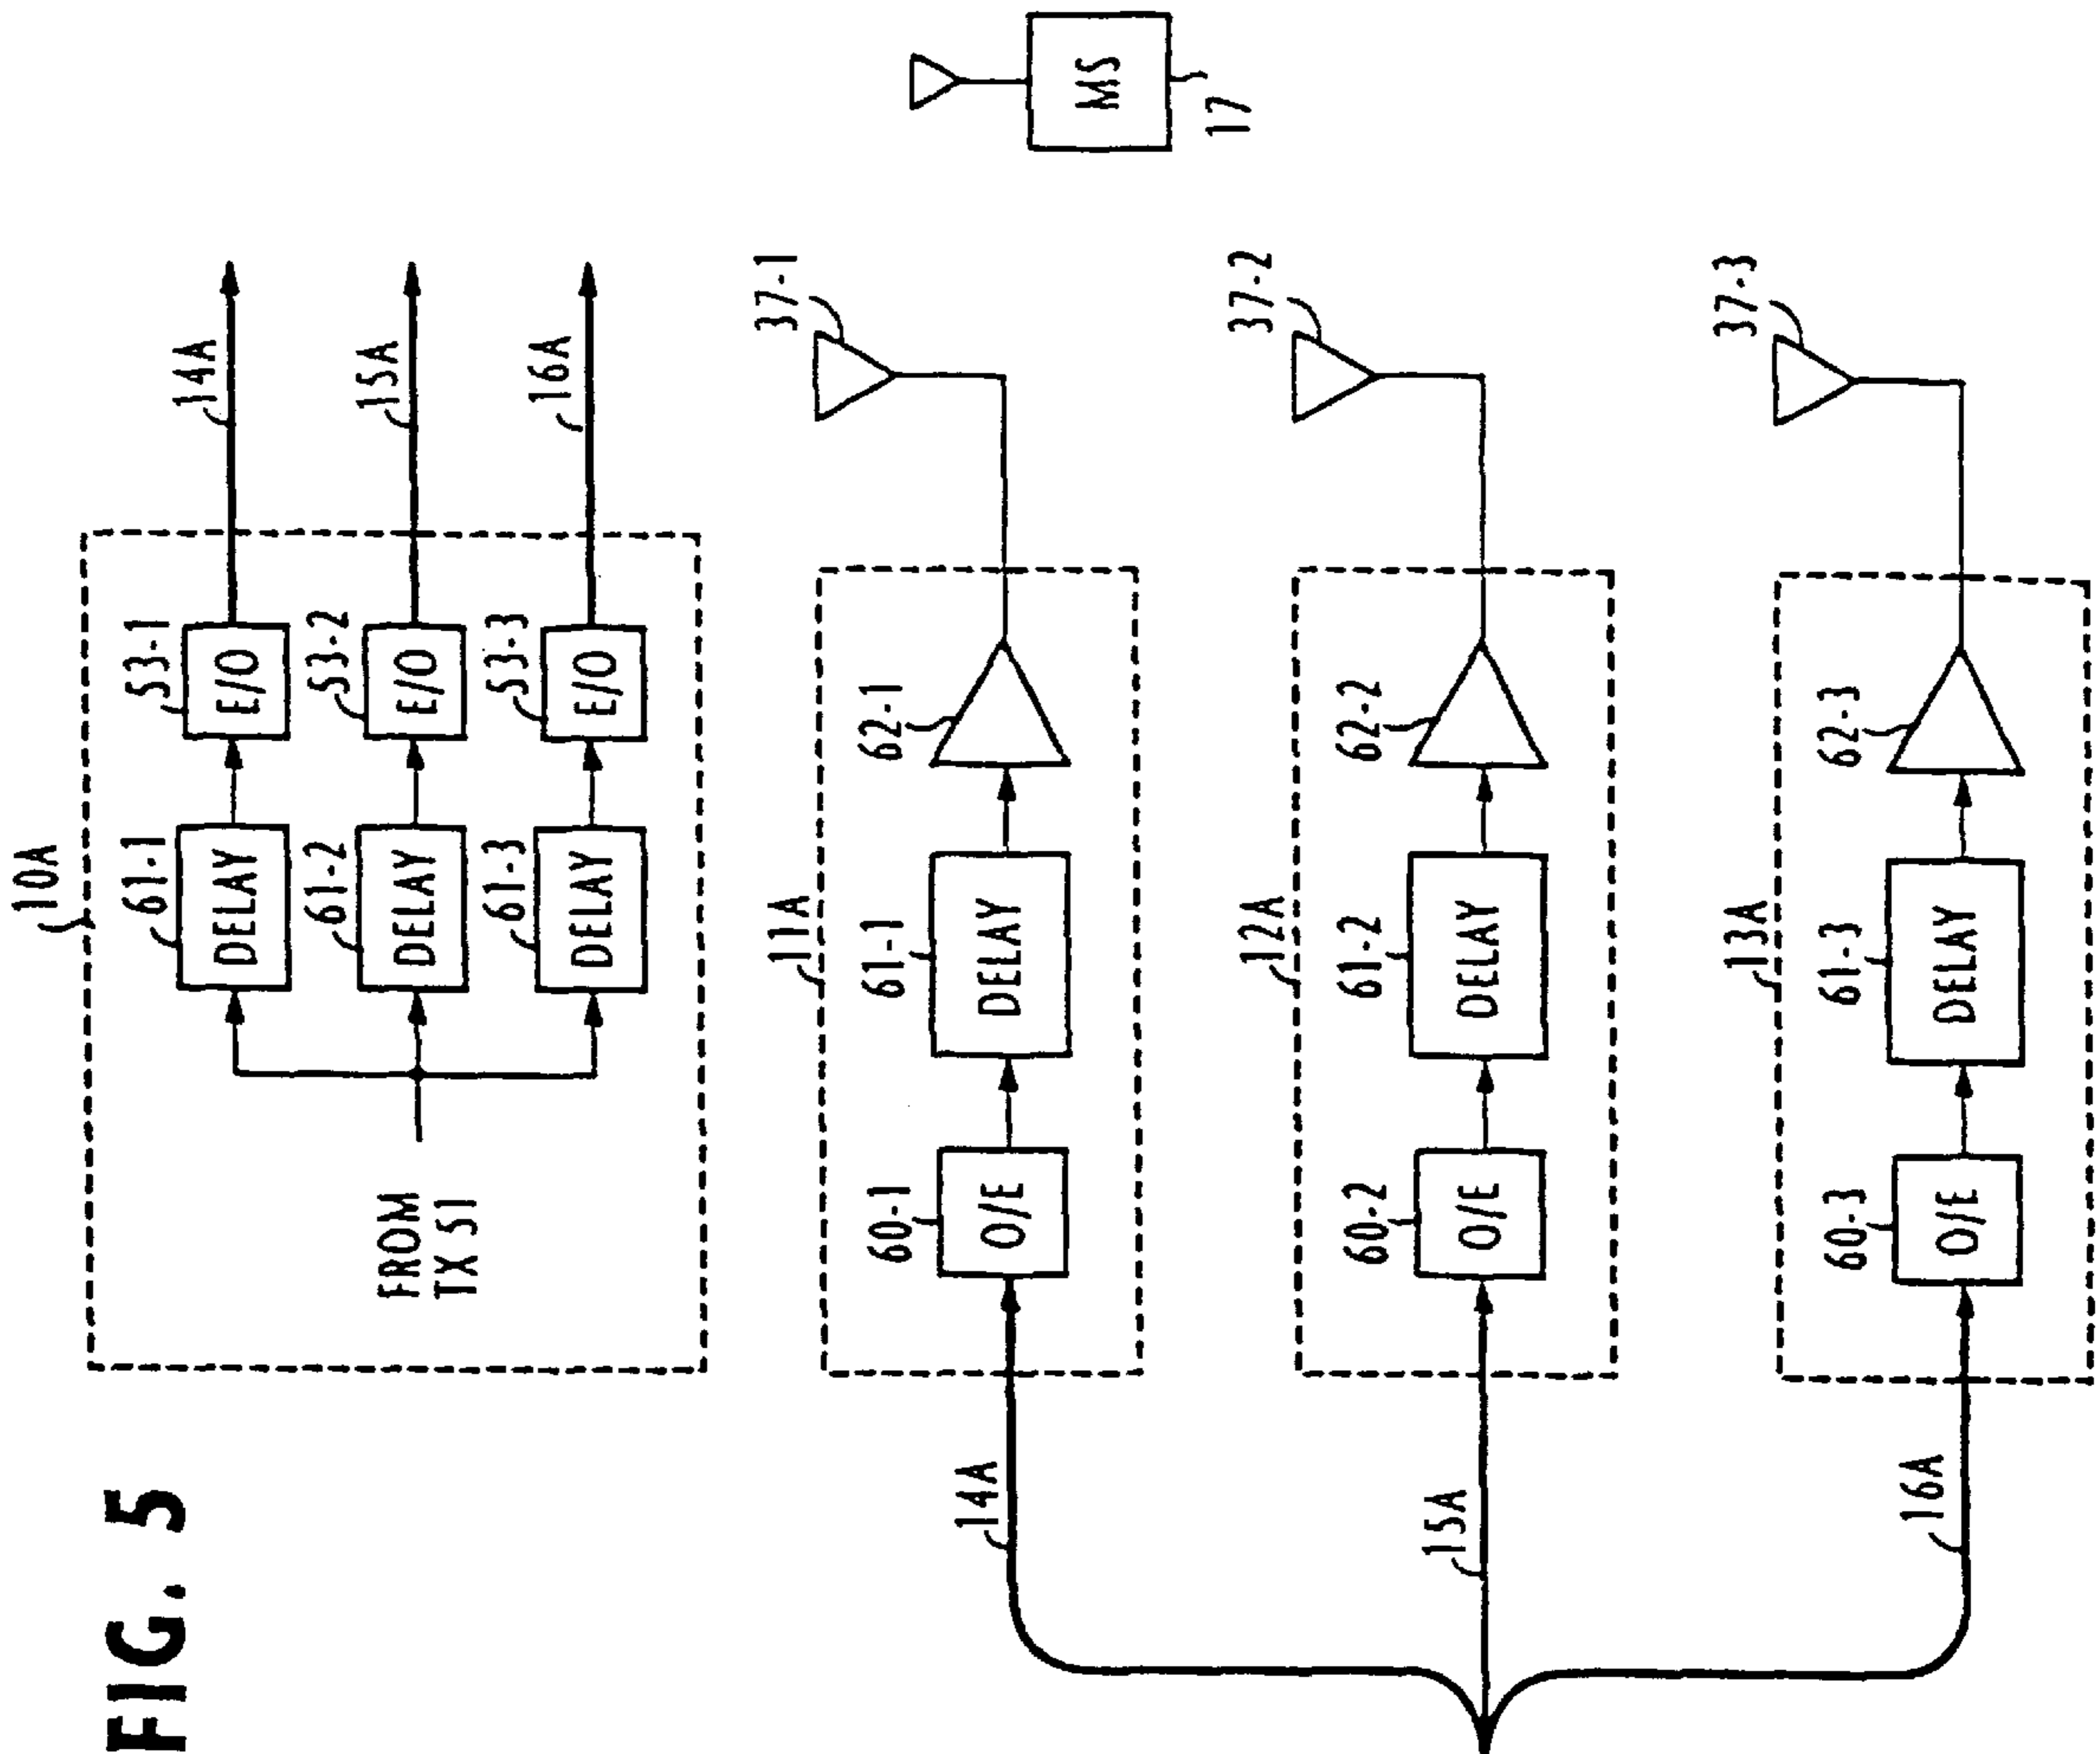 FIG. 5
10A
FROM
TX 51
61-1
DELAY
53-1
E/O
14A
61-2
DELAY
53-2
E/O
15A
61-3
DELAY
53-3
E/O
16A
14A
11A
60-1
O/E
61-1
DELAY
62-1
37-1
15A
12A
60-2
O/E
61-2
DELAY
62-2
37-2
16A
13A
60-3
O/E
61-3
DELAY
62-3
37-3
MS
17